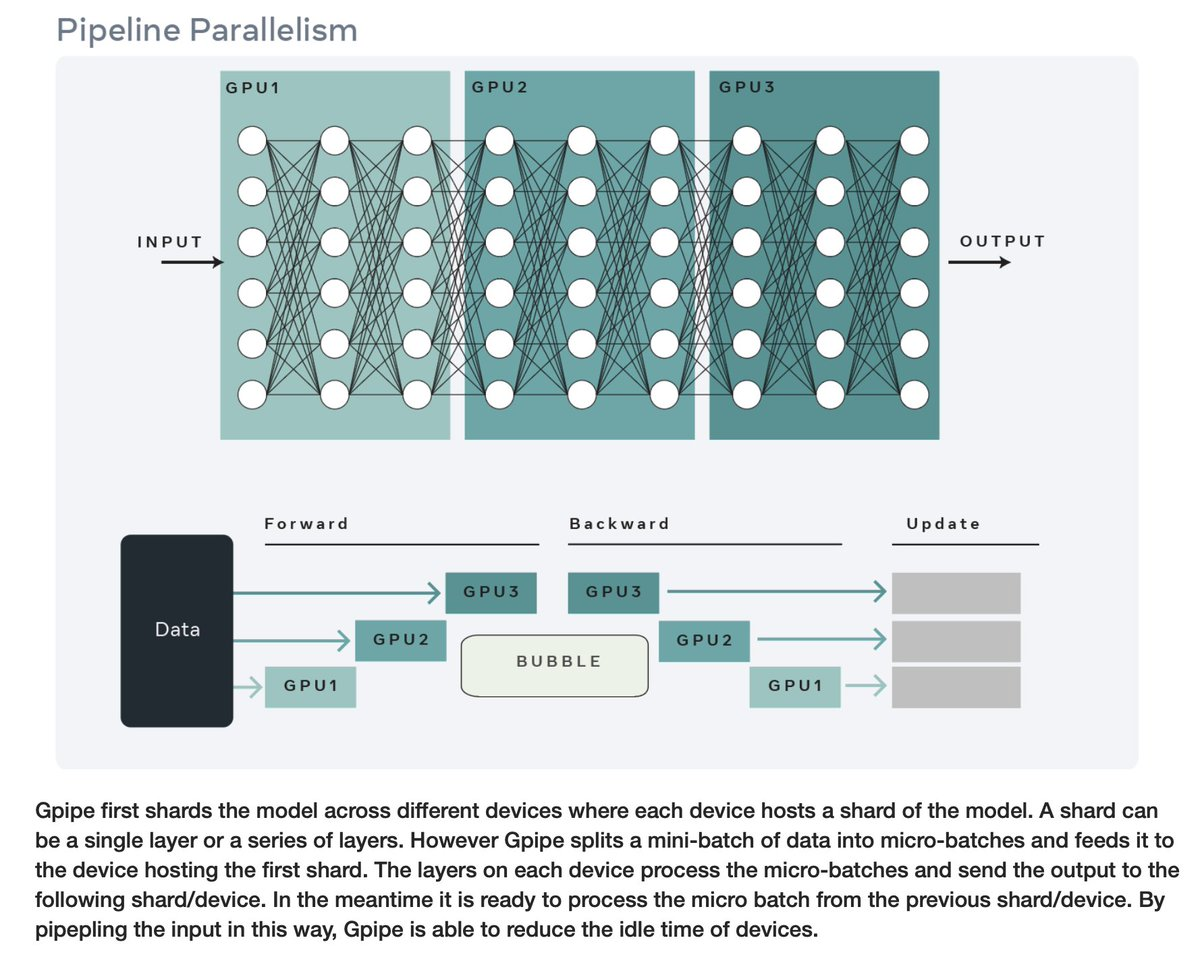 Pipeline Parallelism
GPU1
GPU2
GPU3
INPUT
OUTPUT
Forward
Backward
Update
Data
GPU3
GPU3
GPU2
GPU2
BUBBLE
GPU1
GPU1
Gpipe first shards the model across different devices where each device hosts a shard of the model. A shard can
be a single layer or a series of layers. However Gpipe splits a mini-batch of data into micro-batches and feeds it to
the device hosting the first shard. The layers on each device process the micro-batches and send the output to the
following shard/device. In the meantime it is ready to process the micro batch from the previous shard/device. By
pipepling the input in this way, Gpipe is able to reduce the idle time of devices.